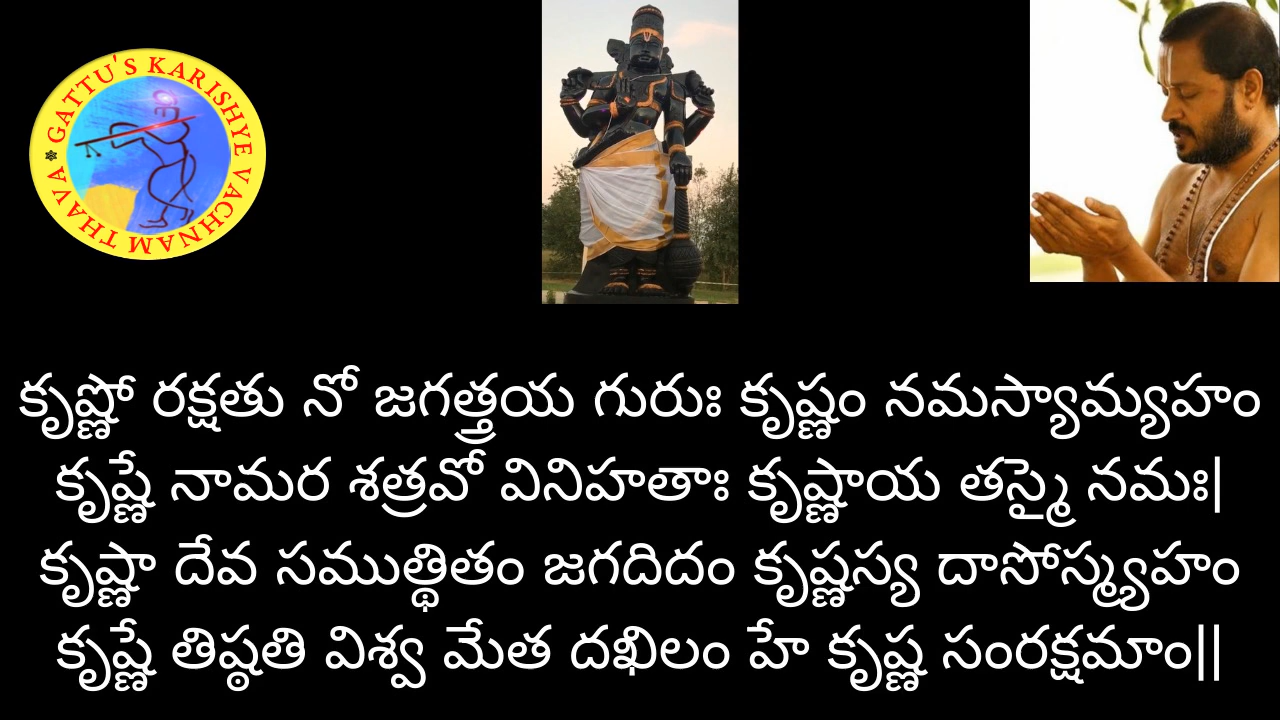 GATTU'S KARISHYE VACHNAM THAVA
కృష్ణో రక్షతు నో జగత్త్రయ గురుః కృష్ణం నమస్యామ్యహం
కృష్ణే నామర శత్రవో వినిహతాః కృష్ణాయ తస్మై నమః|
కృష్ణా దేవ సముత్థితం జగదిదం కృష్ణస్య దాసోస్మ్యహం
కృష్ణే తిష్ఠతి విశ్వ మేత దఖిలం హే కృష్ణ సంరక్షమాం||